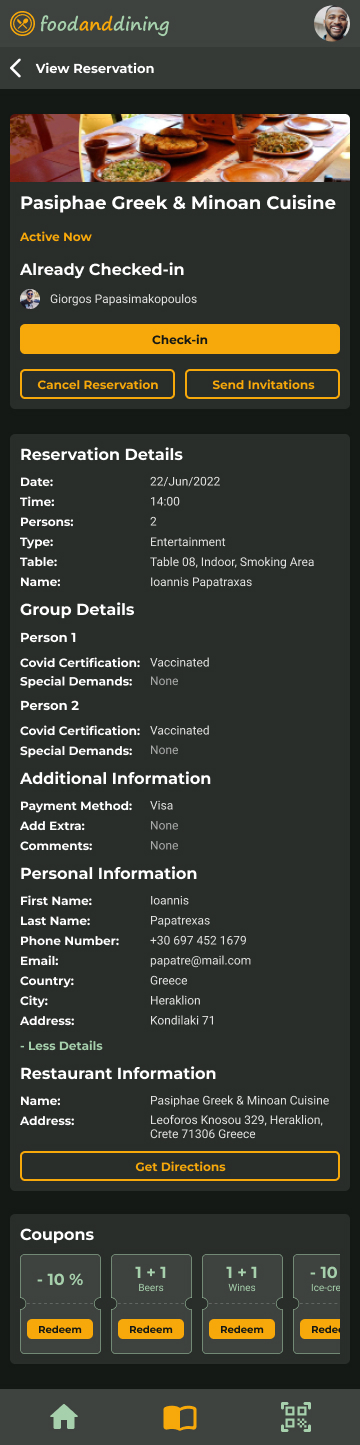 foodanddining
View Reservation
Pasiphae Greek & Minoan Cuisine
Active Now
Already Checked-in
Giorgos Papasimakopoulos
Check-in
Cancel Reservation Send Invitations
Reservation Details
Date: 22/Jun/2022
Time: 14:00
Persons: 2
Type: Entertainment
Table: Table 08, Indoor, Smoking Area
Name: Ioannis Papatraxas
Group Details
Person 1
Covid Certification: Vaccinated
Special Demands: None
Person 2
Covid Certification: Vaccinated
Special Demands: None
Additional Information
Payment Method: Visa
Add Extra: None
Comments: None
Personal Information
First Name: Ioannis
Last Name: Papatrexas
Phone Number: +30 697 452 1679
Email: papatre@mail.com
Country: Greece
City: Heraklion
Address: Kondilaki 71
- Less Details
Restaurant Information
Name: Pasiphae Greek & Minoan Cuisine
Address: Leoforos Knosou 329, Heraklion,
Crete 71306 Greece
Get Directions
Coupons
- 10 % 1 + 1 1 + 1 - 10
Beers Wines Ice-cre
Redeem Redeem Redeem Redee